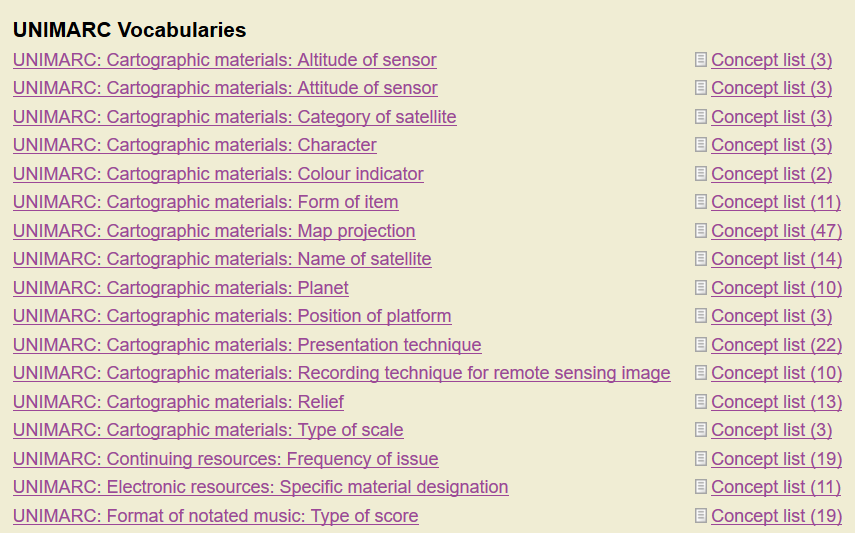 UNIMARC Vocabularies
UNIMARC: Cartographic materials: Altitude of sensor Concept list (3)
UNIMARC: Cartographic materials: Attitude of sensor Concept list (3)
UNIMARC: Cartographic materials: Category of satellite Concept list (3)
UNIMARC: Cartographic materials: Character Concept list (3)
UNIMARC: Cartographic materials: Colour indicator Concept list (2)
UNIMARC: Cartographic materials: Form of item Concept list (11)
UNIMARC: Cartographic materials: Map projection Concept list (47)
UNIMARC: Cartographic materials: Name of satellite Concept list (14)
UNIMARC: Cartographic materials: Planet Concept list (10)
UNIMARC: Cartographic materials: Position of platform Concept list (3)
UNIMARC: Cartographic materials: Presentation technique Concept list (22)
UNIMARC: Cartographic materials: Recording technique for remote sensing image Concept list (10)
UNIMARC: Cartographic materials: Relief Concept list (13)
UNIMARC: Cartographic materials: Type of scale Concept list (3)
UNIMARC: Continuing resources: Frequency of issue Concept list (19)
UNIMARC: Electronic resources: Specific material designation Concept list (11)
UNIMARC: Format of notated music: Type of score Concept list (19)